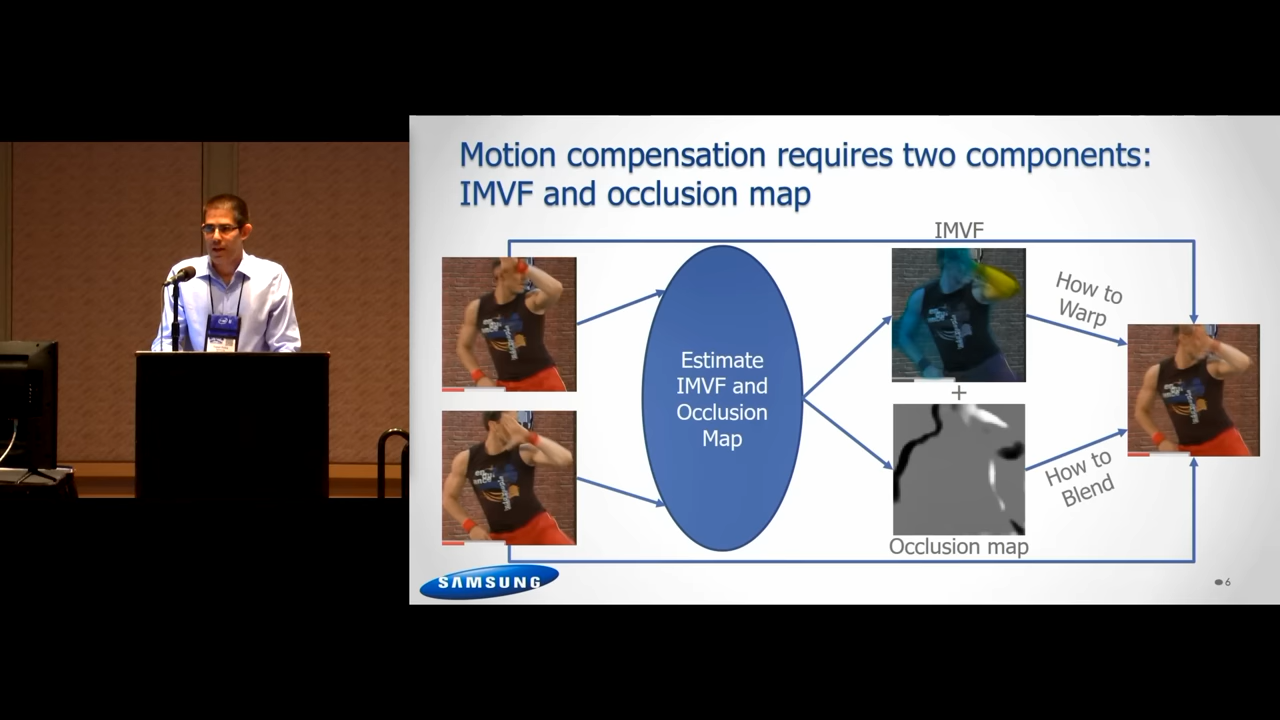 Motion compensation requires two components:
IMVF and occlusion map
IMVF
How to
Warp
Estimate
IMVF and
Occlusion
Map
+
How to
Blend
Occlusion map
SAMSUNG
6